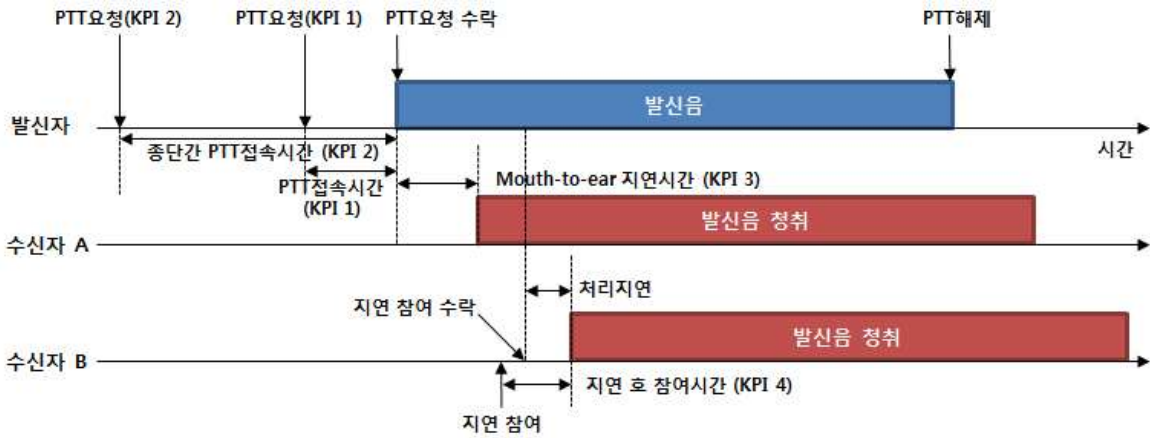 PTT요청(KPI 2)
PTT요청(KPI 1)
PTT요청 수락
PTT해제
발신음
발신자
시간
종단간 PTT접속시간 (KPI 2)
PTT접속시간
(KPI 1)
Mouth-to-ear 지연시간 (KPI 3)
발신음 청취
수신자 A
처리지연
지연 참여 수락
발신음 청취
수신자 B
지연 호 참여시간 (KPI 4)
지연 참여